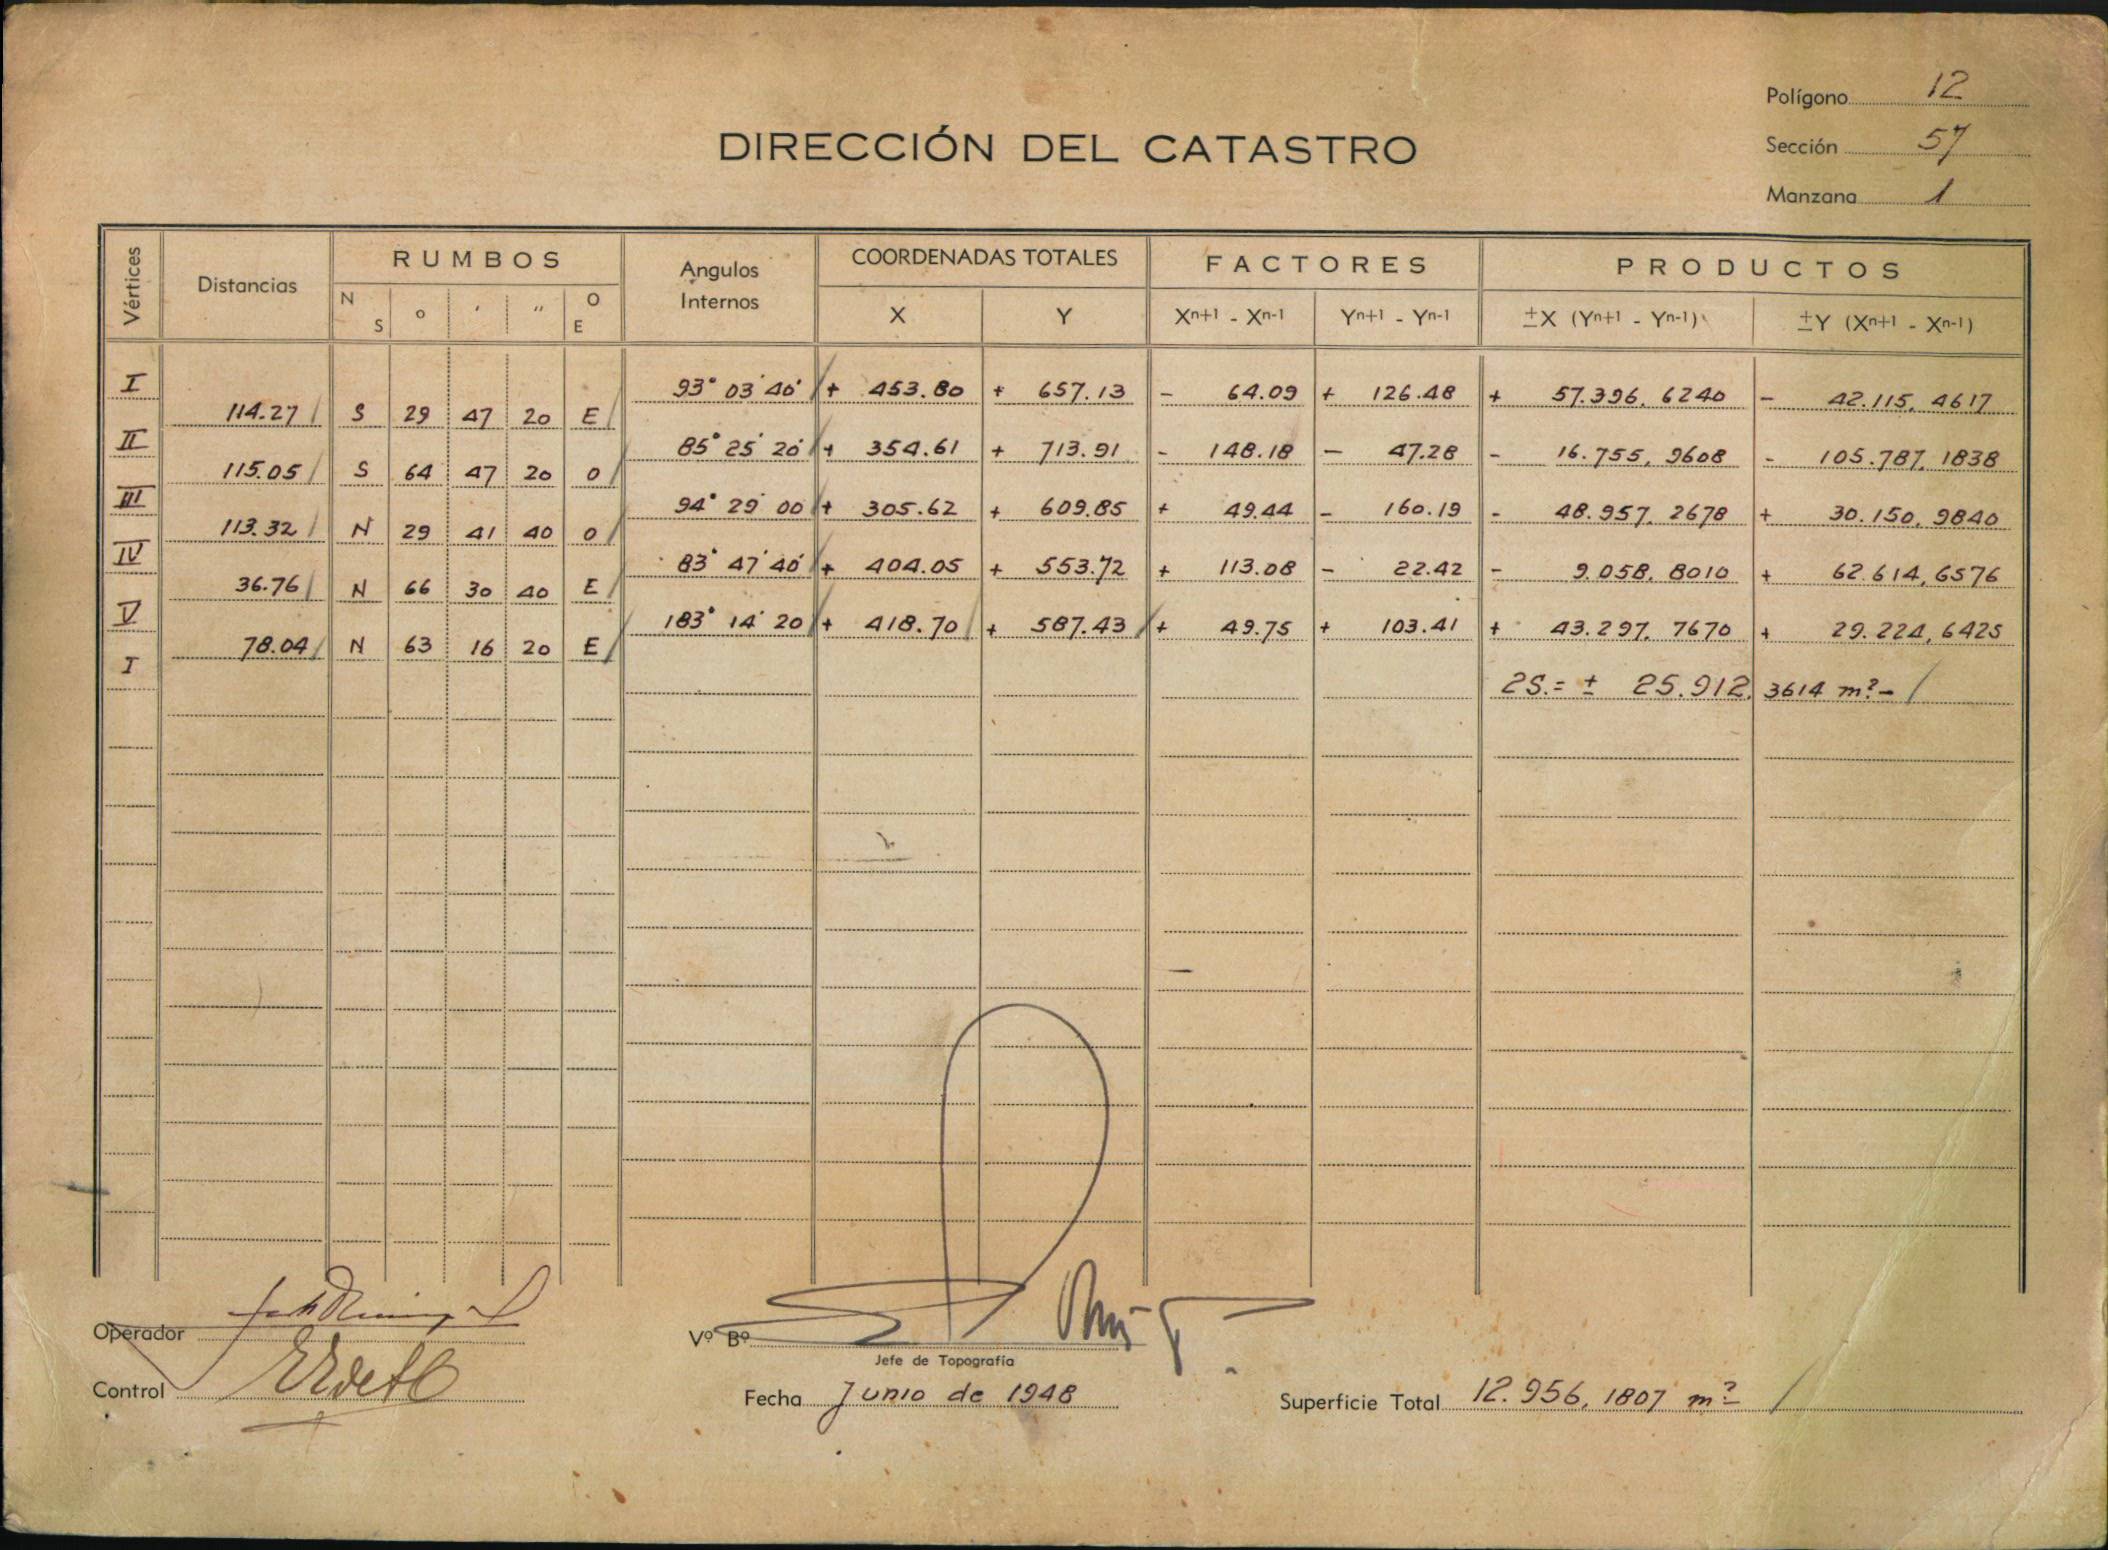 Polígono 12
DIRECCIÓN DEL CATASTRO
Sección 57
Manzana 1
Vértices Distancias RUMBOS Angulos Internos COORDENADAS TOTALES FACTORES PRODUCTOS
N S o ' '' O E X Y Xn+1 - Xn-1 Yn+1 - Yn-1 ±X (Yn+1 - Yn-1) ±Y (Xn+1 - Xn-1)
I 93° 03' 40' + 453.80 + 657.13 - 64.09 + 126.48 + 57.396,6240 - 42.115,4617
114.27 S 29 47 20 E
II 85° 25' 20' + 354.61 + 713.91 - 148.18 - 47.28 - 16.755,9608 - 105.787,1838
115.05 S 64 47 20 O
III 94° 29' 00 + 305.62 + 609.85 + 49.44 - 160.19 - 48.957,2678 + 30.150,9840
113.32 N 29 41 40 O
IV 83° 47' 40' + 404.05 + 553.72 + 113.08 - 22.42 - 9.058,8010 + 62.614,6576
36.76 N 66 30 40 E
V 183° 14' 20 + 418.70 + 587.43 + 49.75 + 103.41 + 43.297,7670 + 29.224,6425
78.04 N 63 16 20 E
I
2S.= ± 25.912,3614 m²-
Operador
Vº Bº
Jefe de Topografía
Control
Fecha Junio de 1948
Superficie Total 12.956,1807 m²